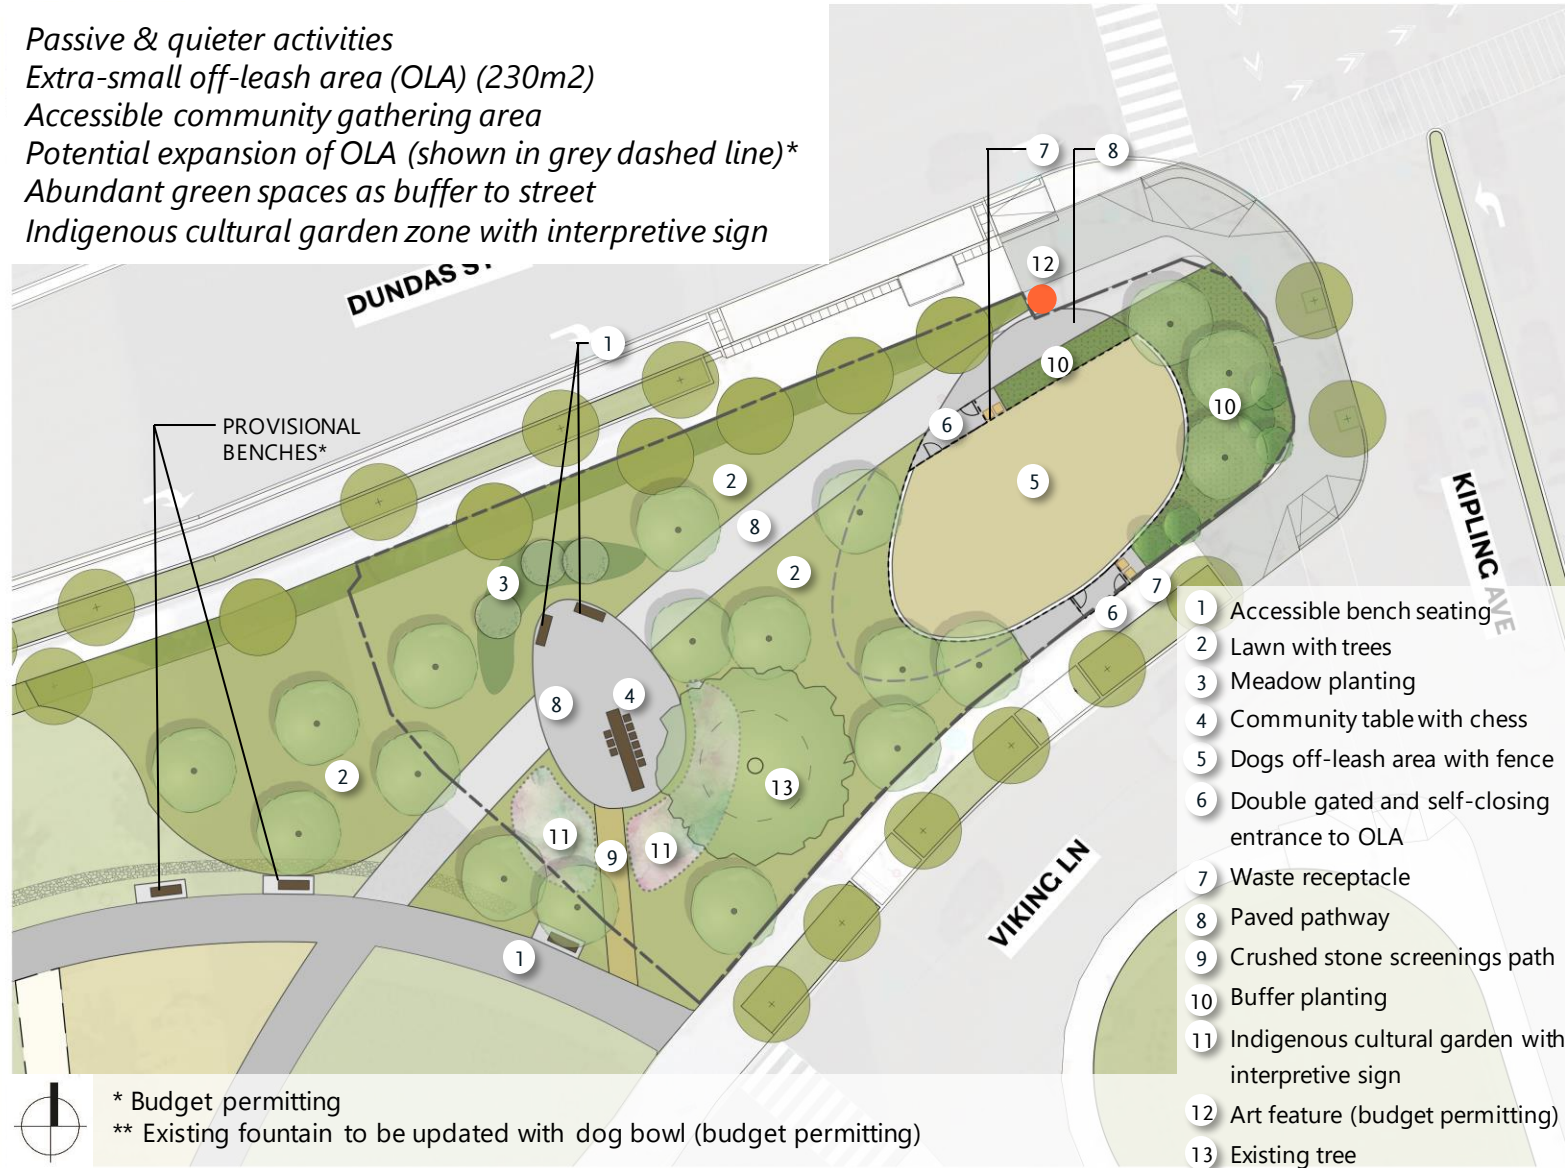 Passive & quieter activities
Extra-small off-leash area (OLA) (230m2)
Accessible community gathering area
Potential expansion of OLA (shown in grey dashed line)*
Abundant green spaces as buffer to street
Indigenous cultural garden zone with interpretive sign
7
8
12
DUNDAS ST
1
PROVISIONAL
BENCHES*
10
10
6
2
5
8
KIPLING AVE
3
2
7
6
4
8
2
13
11
11
9
VIKING LN
1
1 Accessible bench seating
2 Lawn with trees
3 Meadow planting
4 Community table with chess
5 Dogs off-leash area with fence
6 Double gated and self-closing
entrance to OLA
7 Waste receptacle
8 Paved pathway
9 Crushed stone screenings path
10 Buffer planting
11 Indigenous cultural garden with
interpretive sign
12 Art feature (budget permitting)
13 Existing tree
* Budget permitting
** Existing fountain to be updated with dog bowl (budget permitting)